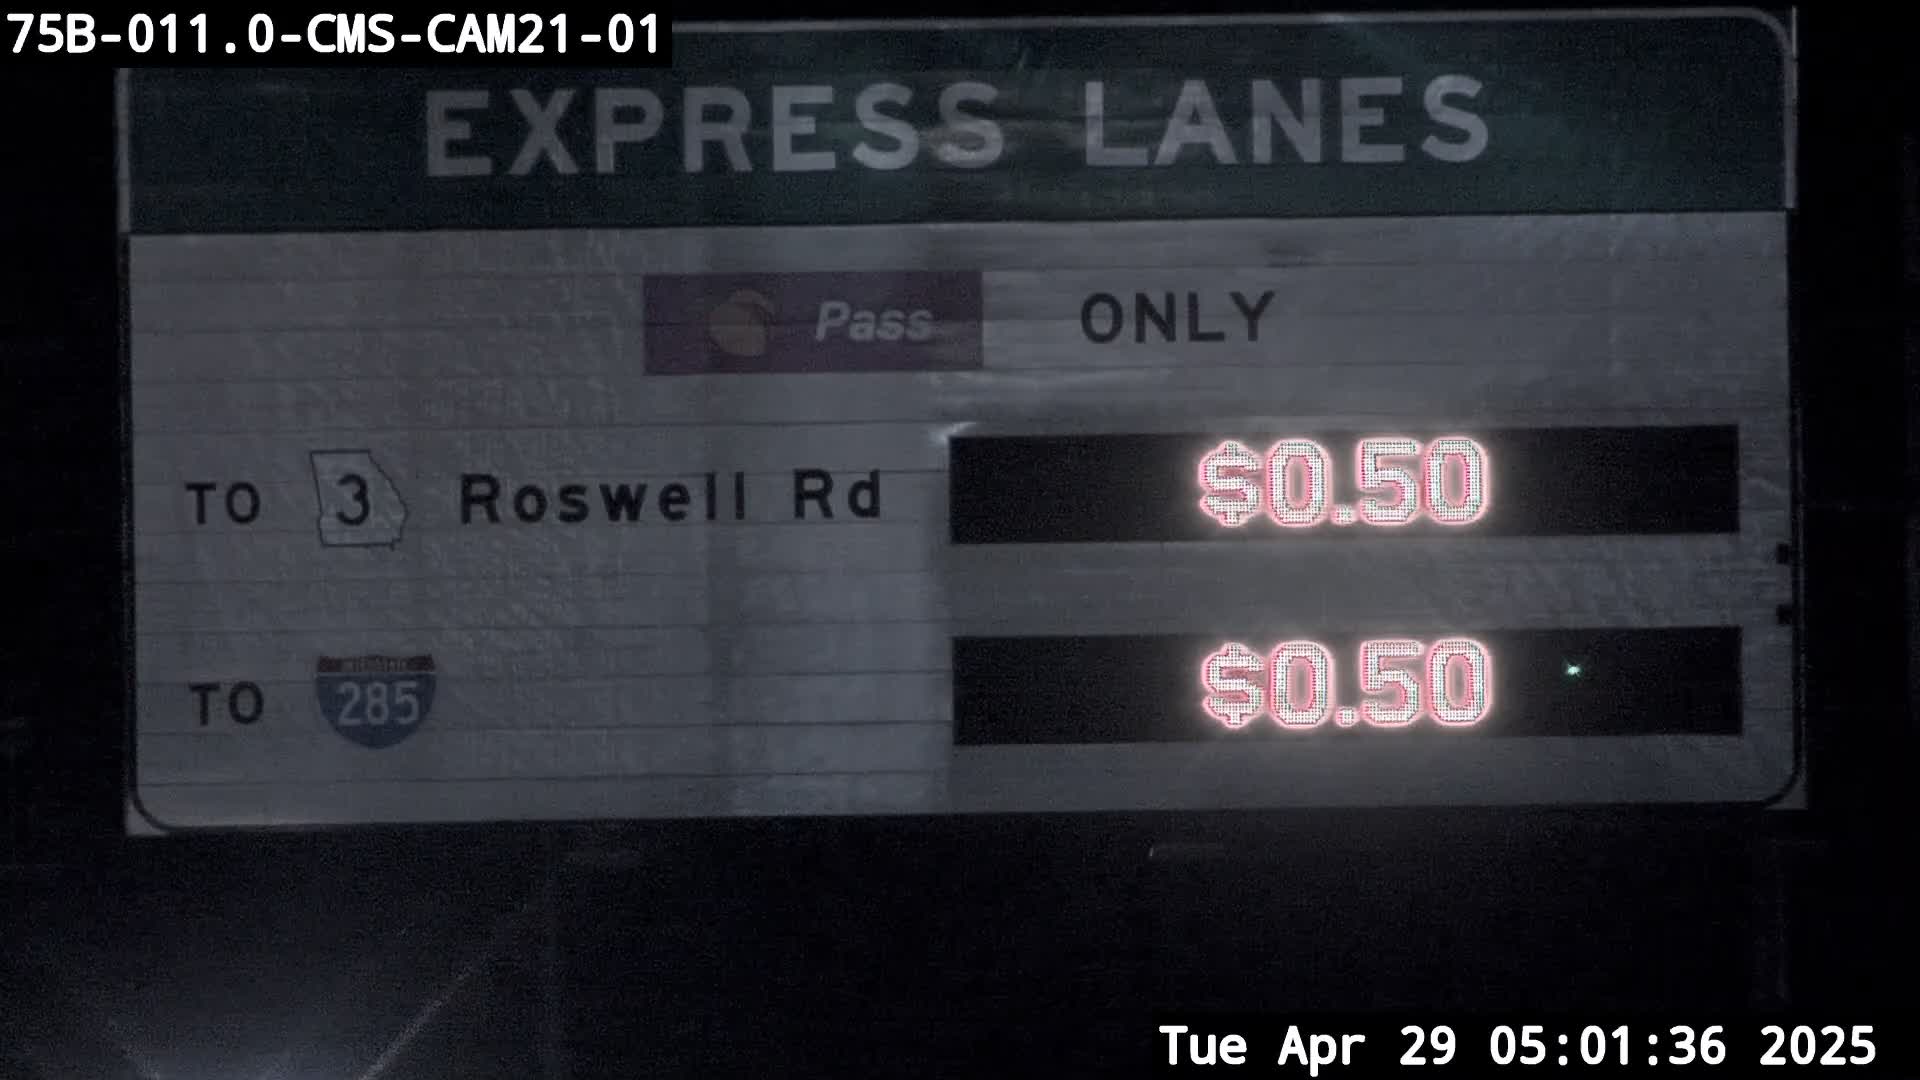 75B-011.0-CMS-CAM21-01
EXPRESS LANES
Pass ONLY
TO 3 Roswell Rd $0.50
TO 285 $0.50
Tue Apr 29 05:01:36 2025